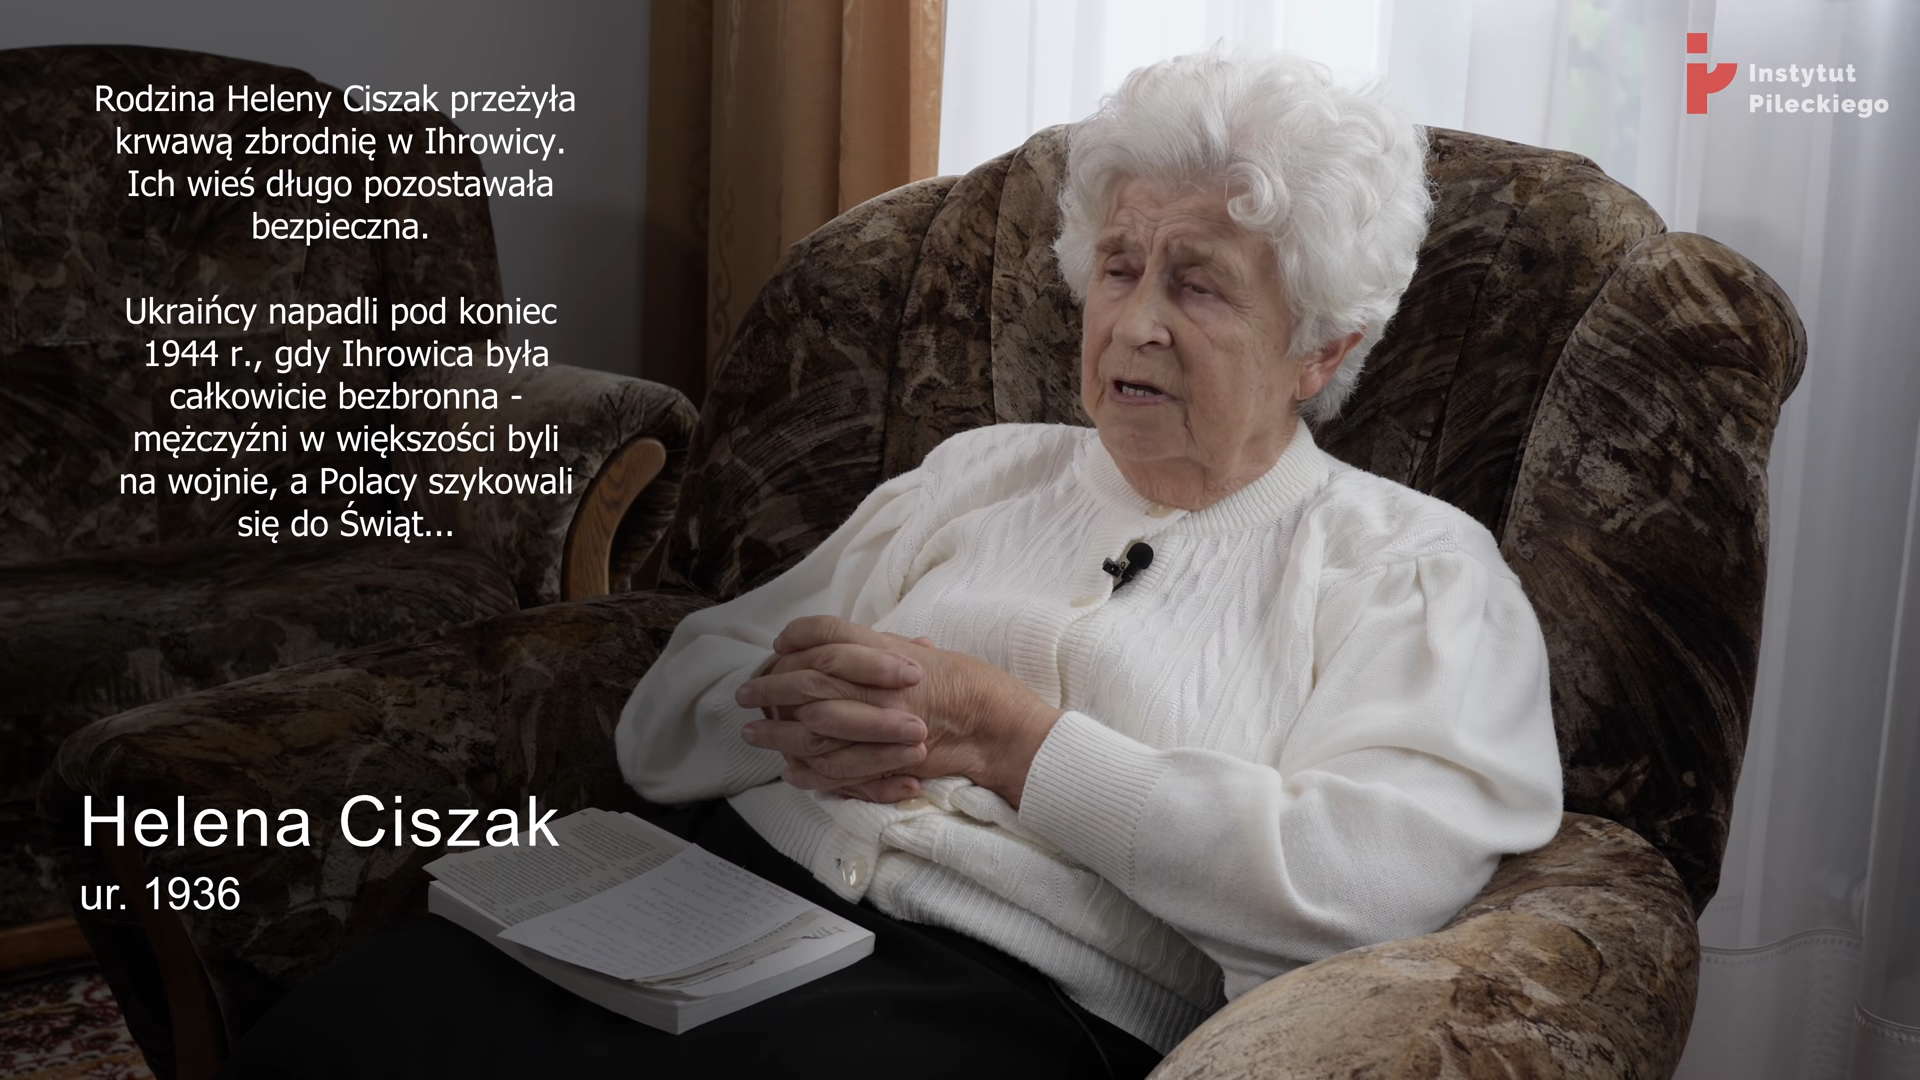 Rodzina Heleny Ciszak przeżyła
krwawą zbrodnię w Ihrowicy.
Ich wieś długo pozostawała
bezpieczna.
Ukraińcy napadli pod koniec
1944 r., gdy Ihrowica była
całkowicie bezbronna -
mężczyźni w większości byli
na wojnie, a Polacy szykowali
się do Świąt...
Instytut
Pileckiego
Helena Ciszak
ur. 1936